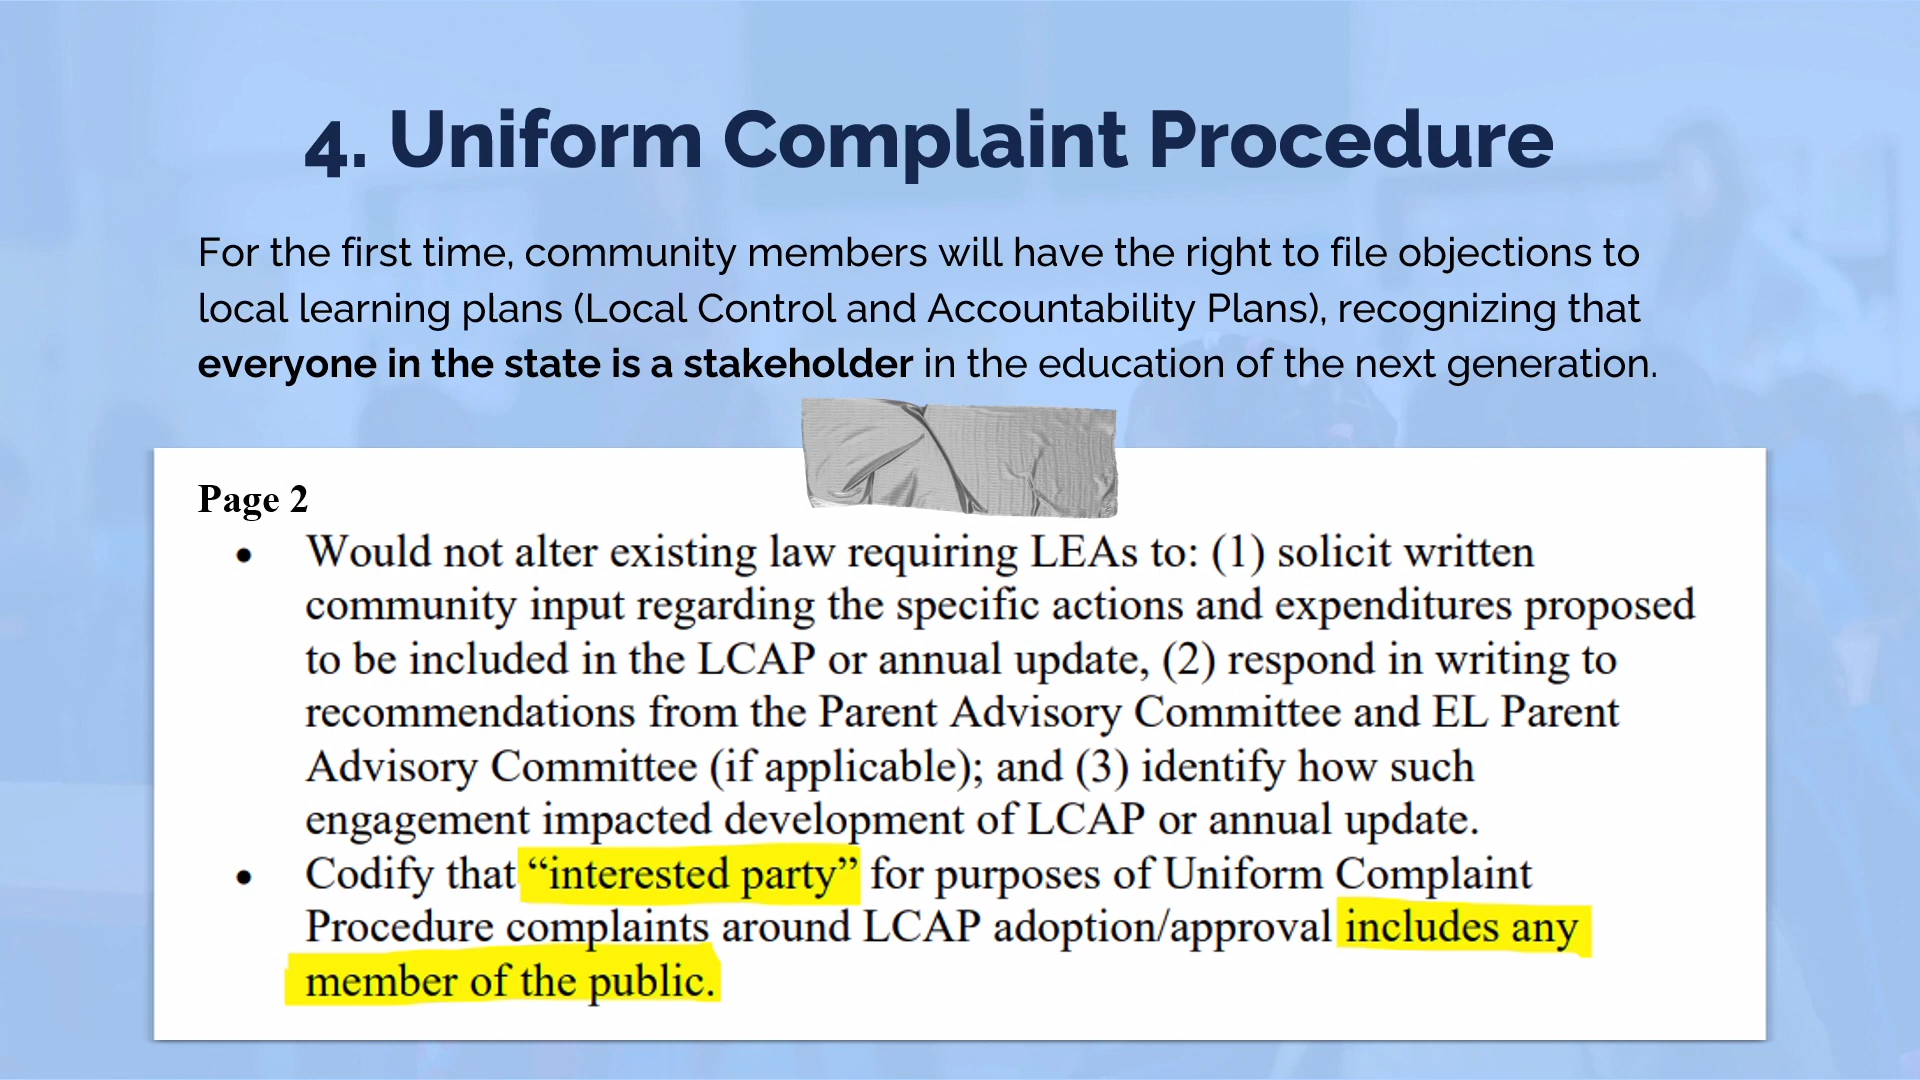 4. Uniform Complaint Procedure
For the first time, community members will have the right to file objections to
local learning plans (Local Control and Accountability Plans), recognizing that
everyone in the state is a stakeholder in the education of the next generation.
Page 2
• Would not alter existing law requiring LEAs to: (1) solicit written
community input regarding the specific actions and expenditures proposed
to be included in the LCAP or annual update, (2) respond in writing to
recommendations from the Parent Advisory Committee and EL Parent
Advisory Committee (if applicable); and (3) identify how such
engagement impacted development of LCAP or annual update.
• Codify that “interested party” for purposes of Uniform Complaint
Procedure complaints around LCAP adoption/approval includes any
member of the public.